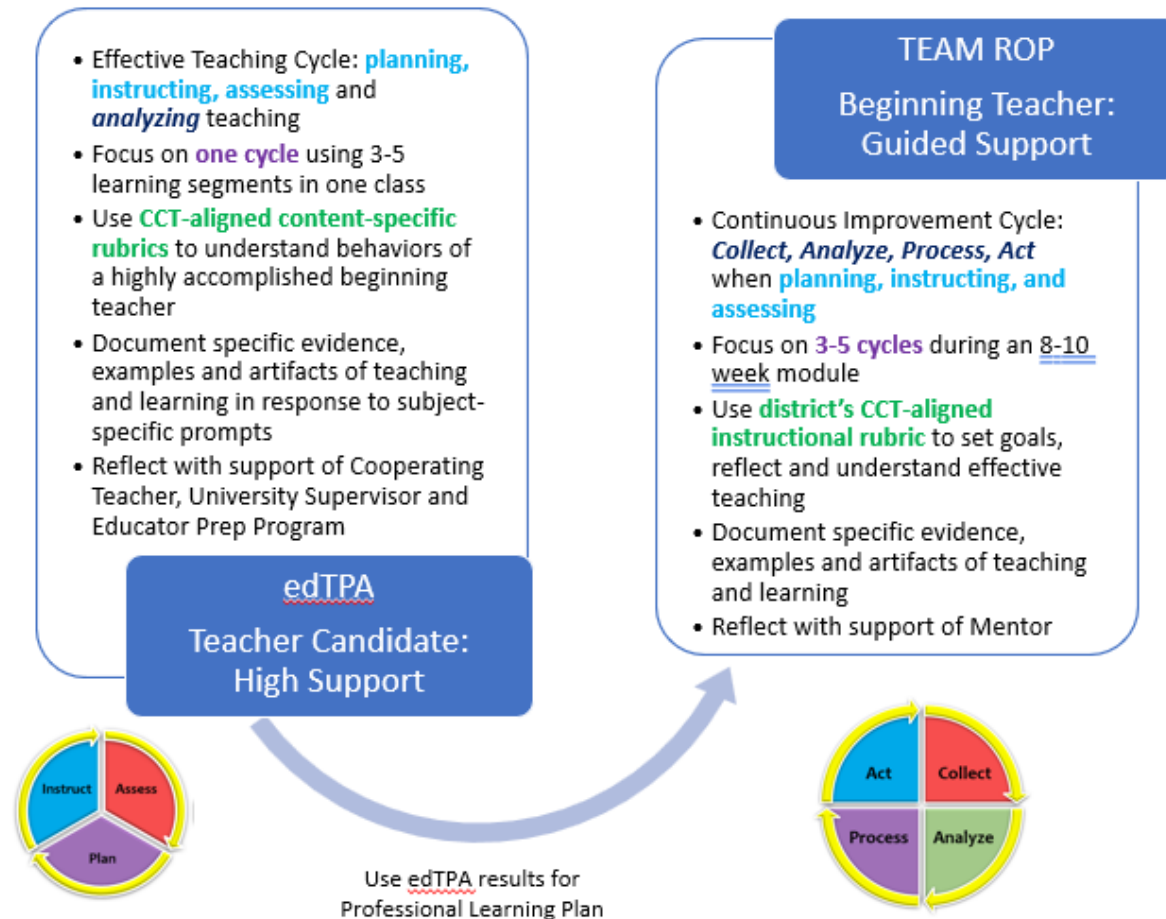 • Effective Teaching Cycle: planning,
instructing, assessing and
analyzing teaching
• Focus on one cycle using 3-5
learning segments in one class
• Use CCT-aligned content-specific
rubrics to understand behaviors of
a highly accomplished beginning
teacher
• Document specific evidence,
examples and artifacts of teaching
and learning in response to subject-
specific prompts
• Reflect with support of Cooperating
Teacher, University Supervisor and
Educator Prep Program
edTPA
Teacher Candidate:
High Support
TEAM ROP
Beginning Teacher:
Guided Support
• Continuous Improvement Cycle:
Collect, Analyze, Process, Act
when planning, instructing, and
assessing
• Focus on 3-5 cycles during an 8-10
week module
• Use district's CCT-aligned
instructional rubric to set goals,
reflect and understand effective
teaching
• Document specific evidence,
examples and artifacts of teaching
and learning
• Reflect with support of Mentor
Instruct
Assess
Plan
Use edTPA results for
Professional Learning Plan
Act
Collect
Process
Analyze